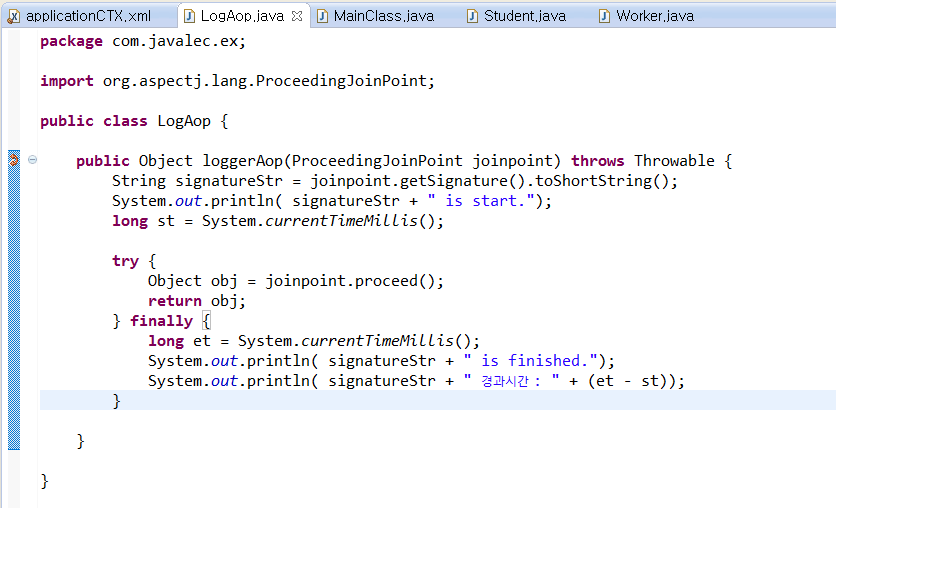 applicationCTX.xml LogAop.java MainClass.java Student.java Worker.java
package com.javalec.ex;
import org.aspectj.lang.ProceedingJoinPoint;
public class LogAop {
public Object loggerAop(ProceedingJoinPoint joinpoint) throws Throwable {
String signatureStr = joinpoint.getSignature().toShortString();
System.out.println( signatureStr + " is start.");
long st = System.currentTimeMillis();
try {
Object obj = joinpoint.proceed();
return obj;
} finally {
long et = System.currentTimeMillis();
System.out.println( signatureStr + " is finished.");
System.out.println( signatureStr + " 경과시간 : " + (et - st));
}
}
}